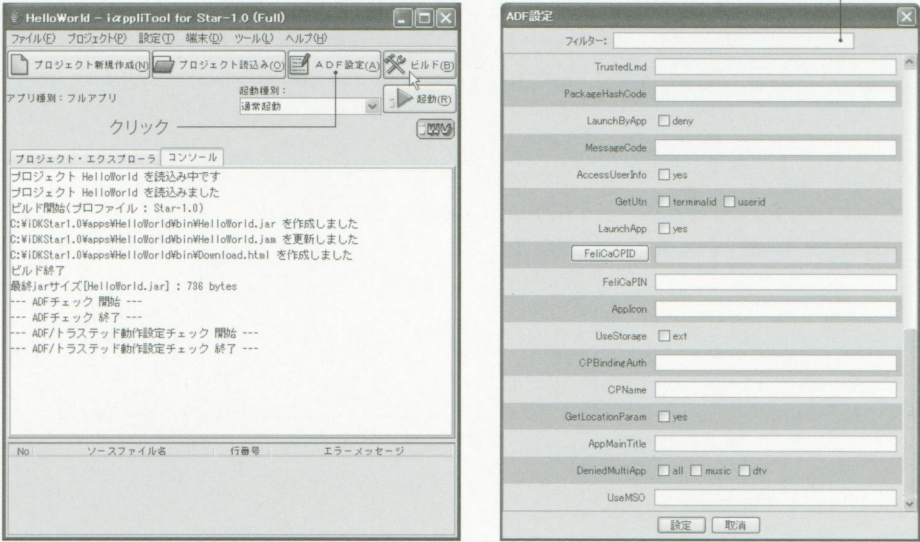 HelloWorld - iαppliTool for Star-1.0 (Full)
ファイル(F) プロジェクト(P) 設定(T) 端末(D) ツール(L) ヘルプ(H)
プロジェクト新規作成(N) プロジェクト読込み(O) ADF設定(A) ビルド(B)
アプリ種別：フルアプリ
起動種別：
通常起動
起動(R)
クリック
プロジェクト・エクスプローラ コンソール
プロジェクト HelloWorld を読込み中です
プロジェクト HelloWorld を読込みました
ビルド開始(プロファイル : Star-1.0)
C:¥iDKStar1.0¥apps¥HelloWorld¥bin¥HelloWorld.jar を作成しました
C:¥iDKStar1.0¥apps¥HelloWorld¥bin¥HelloWorld.jam を更新しました
C:¥iDKStar1.0¥apps¥HelloWorld¥bin¥Download.html を作成しました
ビルド終了
最終jarサイズ[HelloWorld.jar] : 736 bytes
--- ADFチェック 開始 ---
--- ADFチェック 終了 ---
--- ADF/トラステッド動作設定チェック 開始 ---
--- ADF/トラステッド動作設定チェック 終了 ---
No ソースファイル名 行番号 エラーメッセージ
ADF設定
フィルター：
TrustedLmd
PackageHashCode
LaunchByApp deny
MessageCode
AccessUserInfo yes
GetUtn terminalid userid
LaunchApp yes
FeliCaCPID
FeliCaPIN
AppIcon
UseStorage ext
CPBindingAuth
CPName
GetLocationParam yes
AppMainTitle
DeniedMultiApp all music dtv
UseMSO
設定 取消